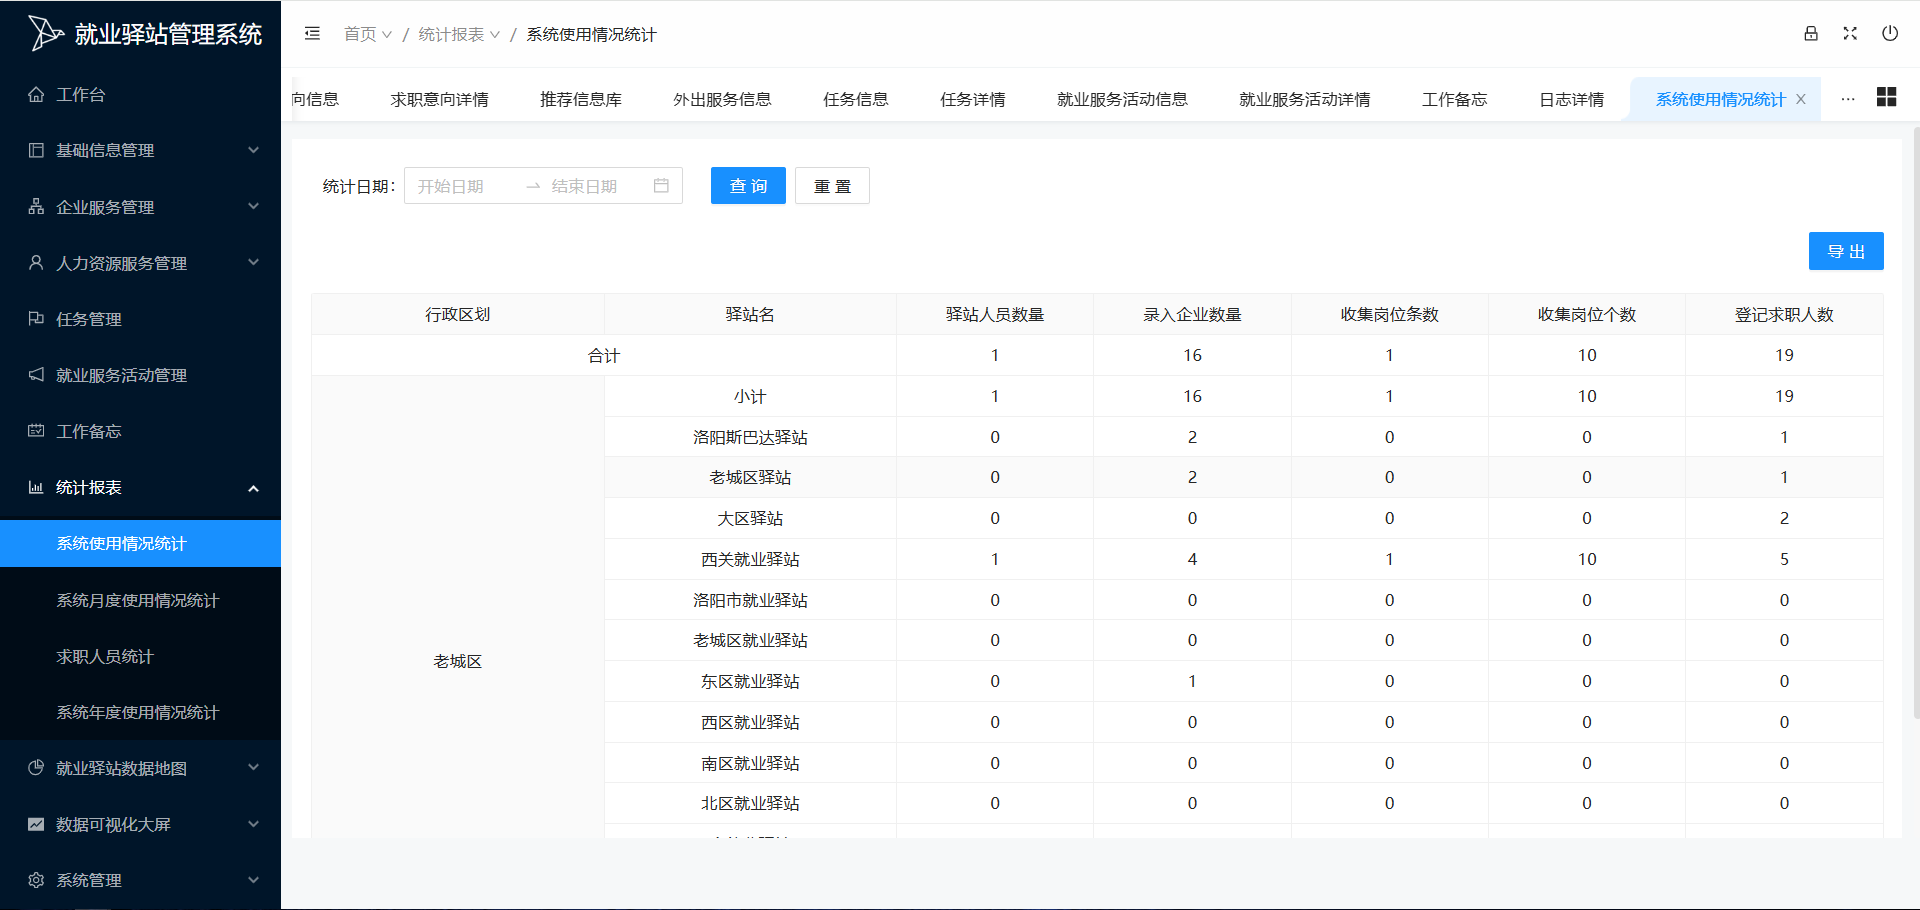 就业驿站管理系统
工作台
基础信息管理
企业服务管理
人力资源服务管理
任务管理
就业服务活动管理
工作备忘
统计报表
系统使用情况统计
系统月度使用情况统计
求职人员统计
系统年度使用情况统计
就业驿站数据地图
数据可视化大屏
系统管理
首页 / 统计报表 / 系统使用情况统计
向信息 求职意向详情 推荐信息库 外出服务信息 任务信息 任务详情 就业服务活动信息 就业服务活动详情 工作备忘 日志详情 系统使用情况统计 X ···
统计日期： 开始日期 → 结束日期 查 询 重 置
导 出
行政区划 驿站名 驿站人员数量 录入企业数量 收集岗位条数 收集岗位个数 登记求职人数
合计 1 16 1 10 19
小计 1 16 1 10 19
洛阳斯巴达驿站 0 2 0 0 1
老城区驿站 0 2 0 0 1
大区驿站 0 0 0 0 2
西关就业驿站 1 4 1 10 5
洛阳市就业驿站 0 0 0 0 0
老城区就业驿站 0 0 0 0 0
老城区
东区就业驿站 0 1 0 0 0
西区就业驿站 0 0 0 0 0
南区就业驿站 0 0 0 0 0
北区就业驿站 0 0 0 0 0